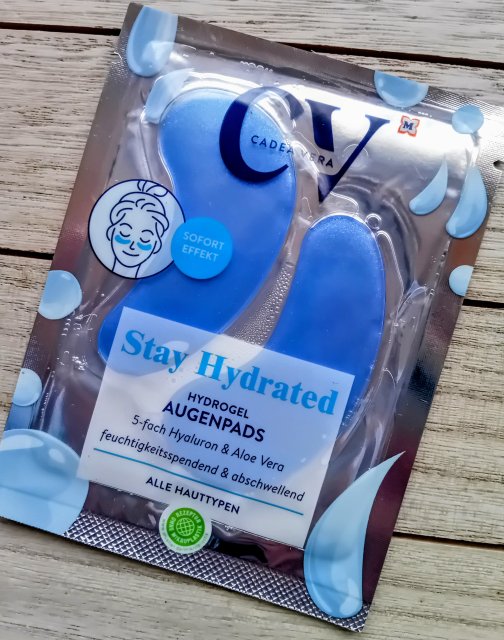 CV
CADEA VERA
M
SOFORT
EFFEKT
Stay Hydrated
HYDROGEL
AUGENPADS
5-fach Hyaluron & Aloe Vera
feuchtigkeitsspendend & abschwellend
ALLE HAUTTYPEN